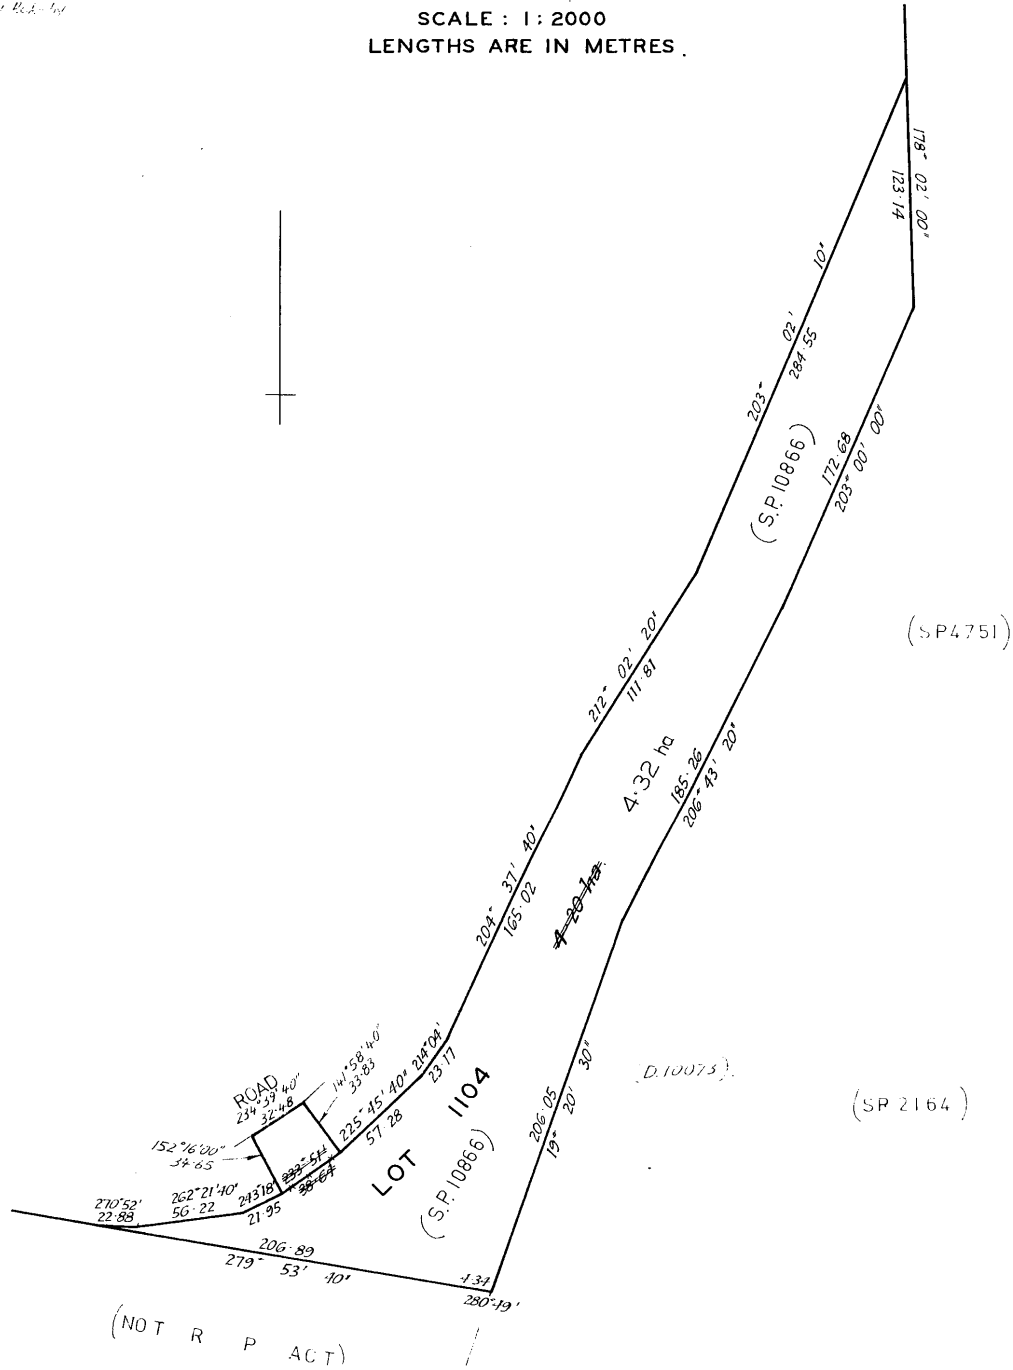 SCALE : 1 : 2000
LENGTHS ARE IN METRES.
178° 02' 00"
123·14
203° 02' 10"
284·55
(S.P. 10866)
172·68
203° 00' 00"
(SP4751)
212° 02' 20"
111·81
4·32 ha
185·26
206° 43' 20"
204° 37' 40"
165·02
4·20 1ha.
214°04'
23·17
141°58'40"
33·83
ROAD
234°39'40"
32·48
225°45'40"
57·28
LOT 1104
(S.P. 10866)
206·05
19° 20' 30"
(D.10073).
(SP 2164)
152°16'00"
34·65
233°51'
38·64
243°18'
21·95
262°21'40"
56·22
270°52'
22·88
206·89
279° 53' 40"
4·34
280°49'
(NOT R P ACT)